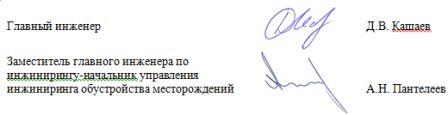 Главный инженер Д.В. Кашаев
Заместитель главного инженера по
инжинирингу-начальник управления
инжиниринга обустройства месторождений А.Н. Пантелеев